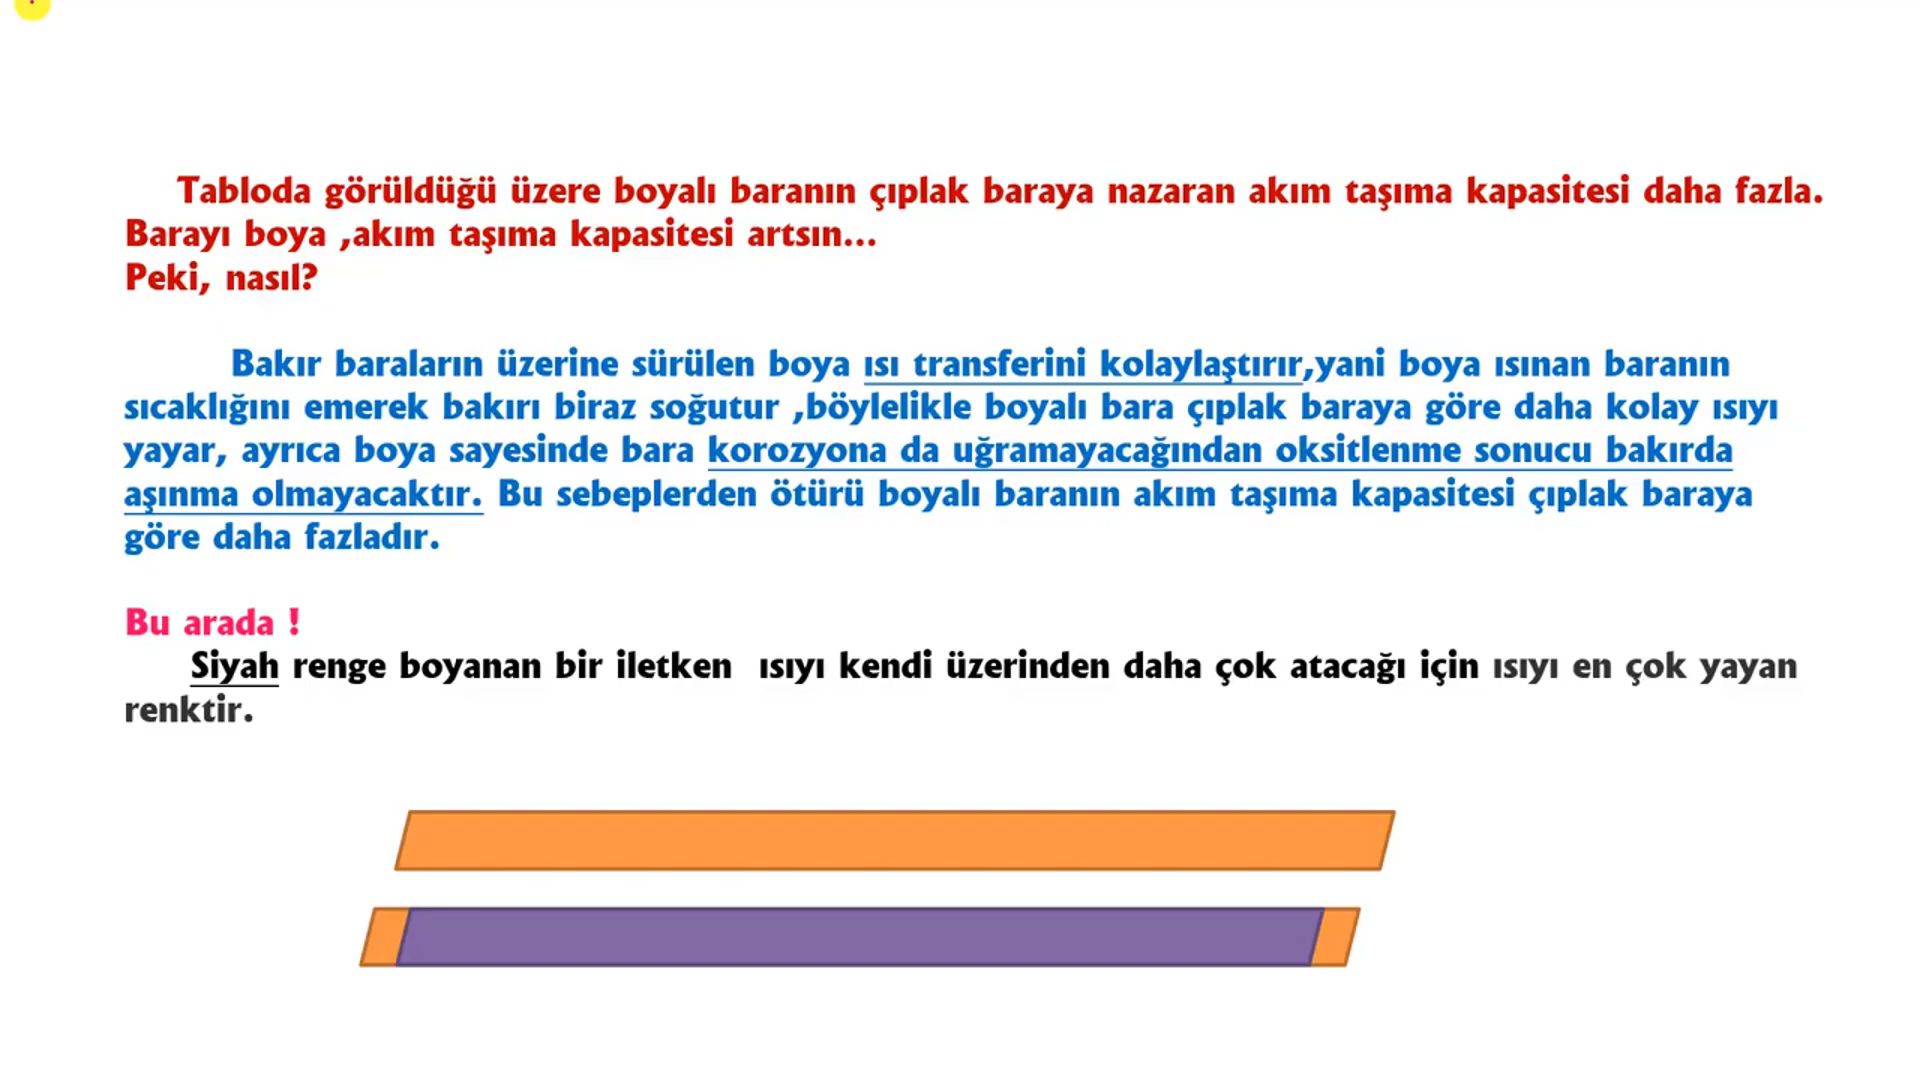 Tabloda görüldüğü üzere boyalı baranın çıplak baraya nazaran akım taşıma kapasitesi daha fazla.
Barayı boya ,akım taşıma kapasitesi artsın...
Peki, nasıl?
Bakır baraların üzerine sürülen boya ısı transferini kolaylaştırır,yani boya ısınan baranın
sıcaklığını emerek bakırı biraz soğutur ,böylelikle boyalı bara çıplak baraya göre daha kolay ısıyı
yayar, ayrıca boya sayesinde bara korozyona da uğramayacağından oksitlenme sonucu bakırda
aşınma olmayacaktır. Bu sebeplerden ötürü boyalı baranın akım taşıma kapasitesi çıplak baraya
göre daha fazladır.
Bu arada !
Siyah renge boyanan bir iletken ısıyı kendi üzerinden daha çok atacağı için ısıyı en çok yayan
renktir.